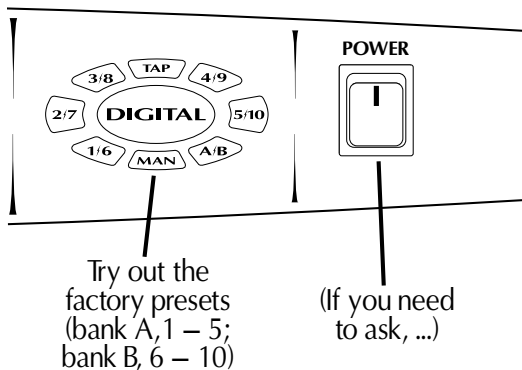 POWER
TAP
3/8
4/9
2/7
DIGITAL
5/10
1/6
A/B
MAN
Try out the
factory presets
(bank A,1 – 5;
bank B, 6 – 10)
(If you need
to ask, ...)